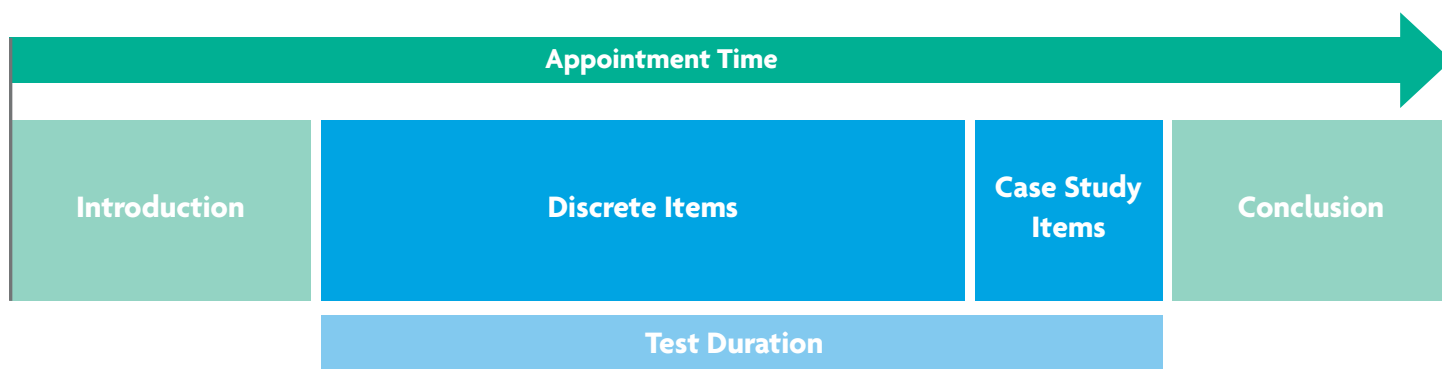 Appointment Time
Introduction
Discrete Items
Case Study
Items
Conclusion
Test Duration